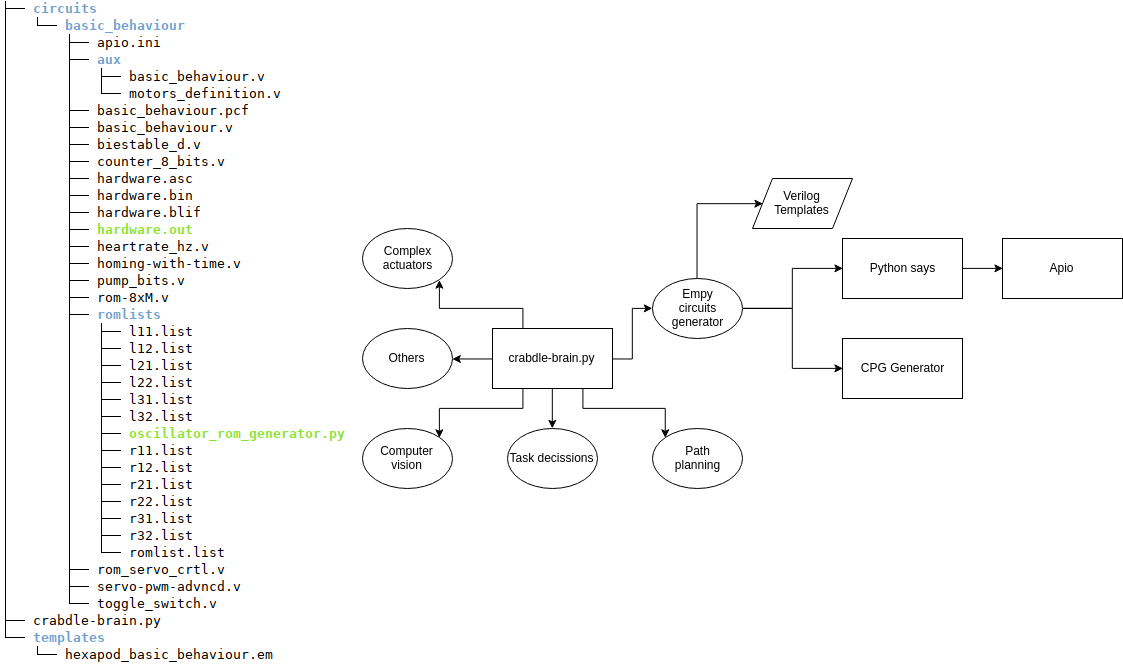 circuits
basic_behaviour
apio.ini
aux
basic_behaviour.v
motors_definition.v
basic_behaviour.pcf
basic_behaviour.v
biestable_d.v
counter_8_bits.v
hardware.asc
hardware.bin
hardware.blif
hardware.out
heartrate_hz.v
homing-with-time.v
pump_bits.v
rom-8xM.v
romlists
l11.list
l12.list
l21.list
l22.list
l31.list
l32.list
oscillator_rom_generator.py
r11.list
r12.list
r21.list
r22.list
r31.list
r32.list
romlist.list
rom_servo_crtl.v
servo-pwm-advncd.v
toggle_switch.v
crabdle-brain.py
templates
hexapod_basic_behaviour.em
Verilog
Templates
Complex
actuators
Python says
Apio
Empy
circuits
generator
Others
crabdle-brain.py
CPG Generator
Computer
vision
Task decissions
Path
planning